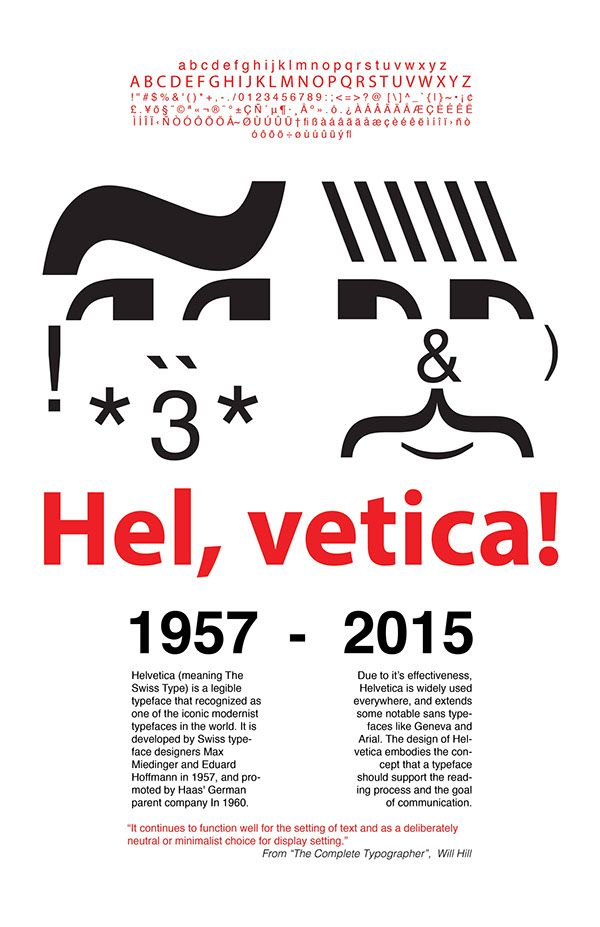 abcdefghijklmnopqrstuvwxyz
ABCDEFGHIJKLMNOPQRSTUVWXYZ
!"#$%&'()*+,-./0123456789:;<=>?@[\]^_`{|}~•¡¢
! * 3 * & )
Hel, vetica!
1957 - 2015
Helvetica (meaning The
Swiss Type) is a legible
typeface that recognized as
one of the iconic modernist
typefaces in the world. It is
developed by Swiss type-
face designers Max
Miedinger and Eduard
Hoffmann in 1957, and pro-
moted by Haas' German
parent company In 1960.
Due to it's effectiveness,
Helvetica is widely used
everywhere, and extends
some notable sans type-
faces like Geneva and
Arial. The design of Hel-
vetica embodies the con-
cept that a typeface
should support the read-
ing process and the goal
of communication.
“It continues to function well for the setting of text and as a deliberately
neutral or minimalist choice for display setting.”
From “The Complete Typographer”, Will Hill